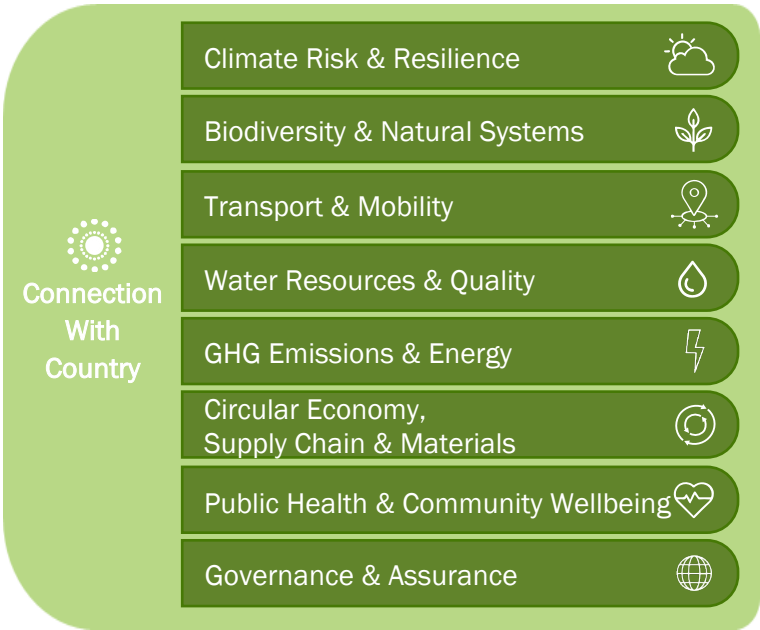 Climate Risk & Resilience
Biodiversity & Natural Systems
Transport & Mobility
Connection
With
Country
Water Resources & Quality
GHG Emissions & Energy
Circular Economy,
Supply Chain & Materials
Public Health & Community Wellbeing
Governance & Assurance